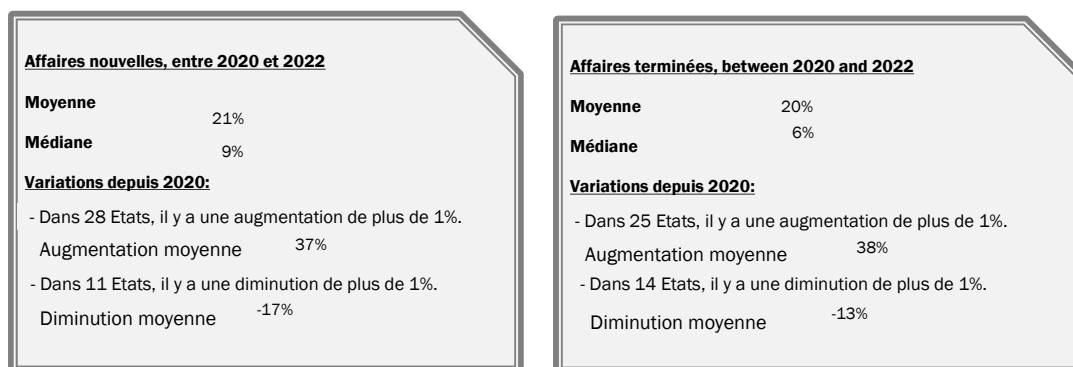 Affaires nouvelles, entre 2020 et 2022
Moyenne 21%
Médiane 9%
Variations depuis 2020:
- Dans 28 Etats, il y a une augmentation de plus de 1%.
Augmentation moyenne 37%
- Dans 11 Etats, il y a une diminution de plus de 1%.
Diminution moyenne -17%
Affaires terminées, between 2020 and 2022
Moyenne 20%
Médiane 6%
Variations depuis 2020:
- Dans 25 Etats, il y a une augmentation de plus de 1%.
Augmentation moyenne 38%
- Dans 14 Etats, il y a une diminution de plus de 1%.
Diminution moyenne -13%